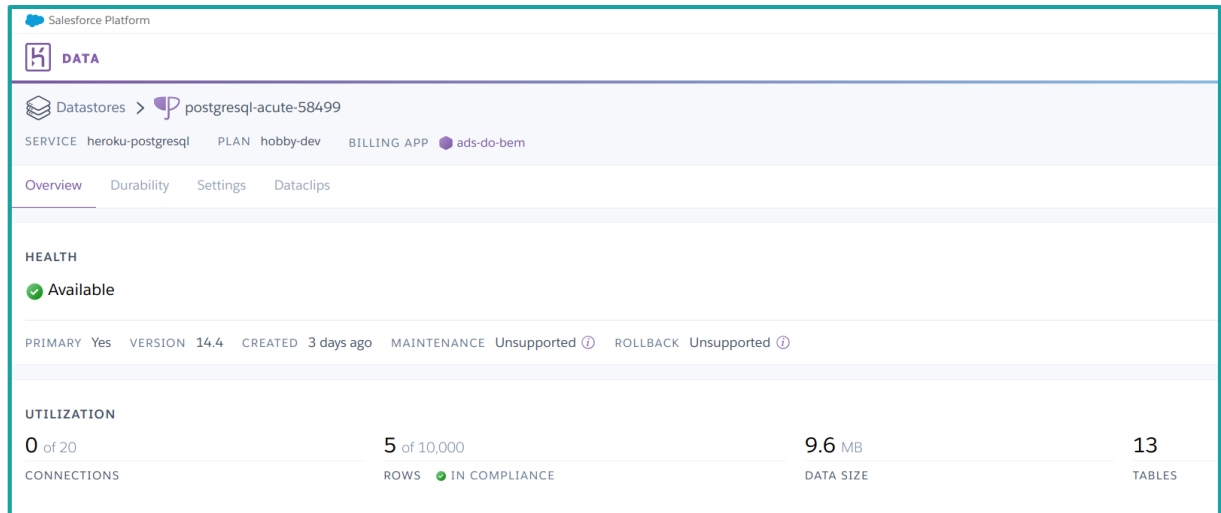 Salesforce Platform
DATA
Datastores > postgresql-acute-58499
SERVICE heroku-postgresql PLAN hobby-dev BILLING APP ads-do-bem
Overview Durability Settings Dataclips
HEALTH
Available
PRIMARY Yes VERSION 14.4 CREATED 3 days ago MAINTENANCE Unsupported ROLLBACK Unsupported
UTILIZATION
0 of 20 5 of 10,000 9.6 MB 13
CONNECTIONS ROWS IN COMPLIANCE DATA SIZE TABLES